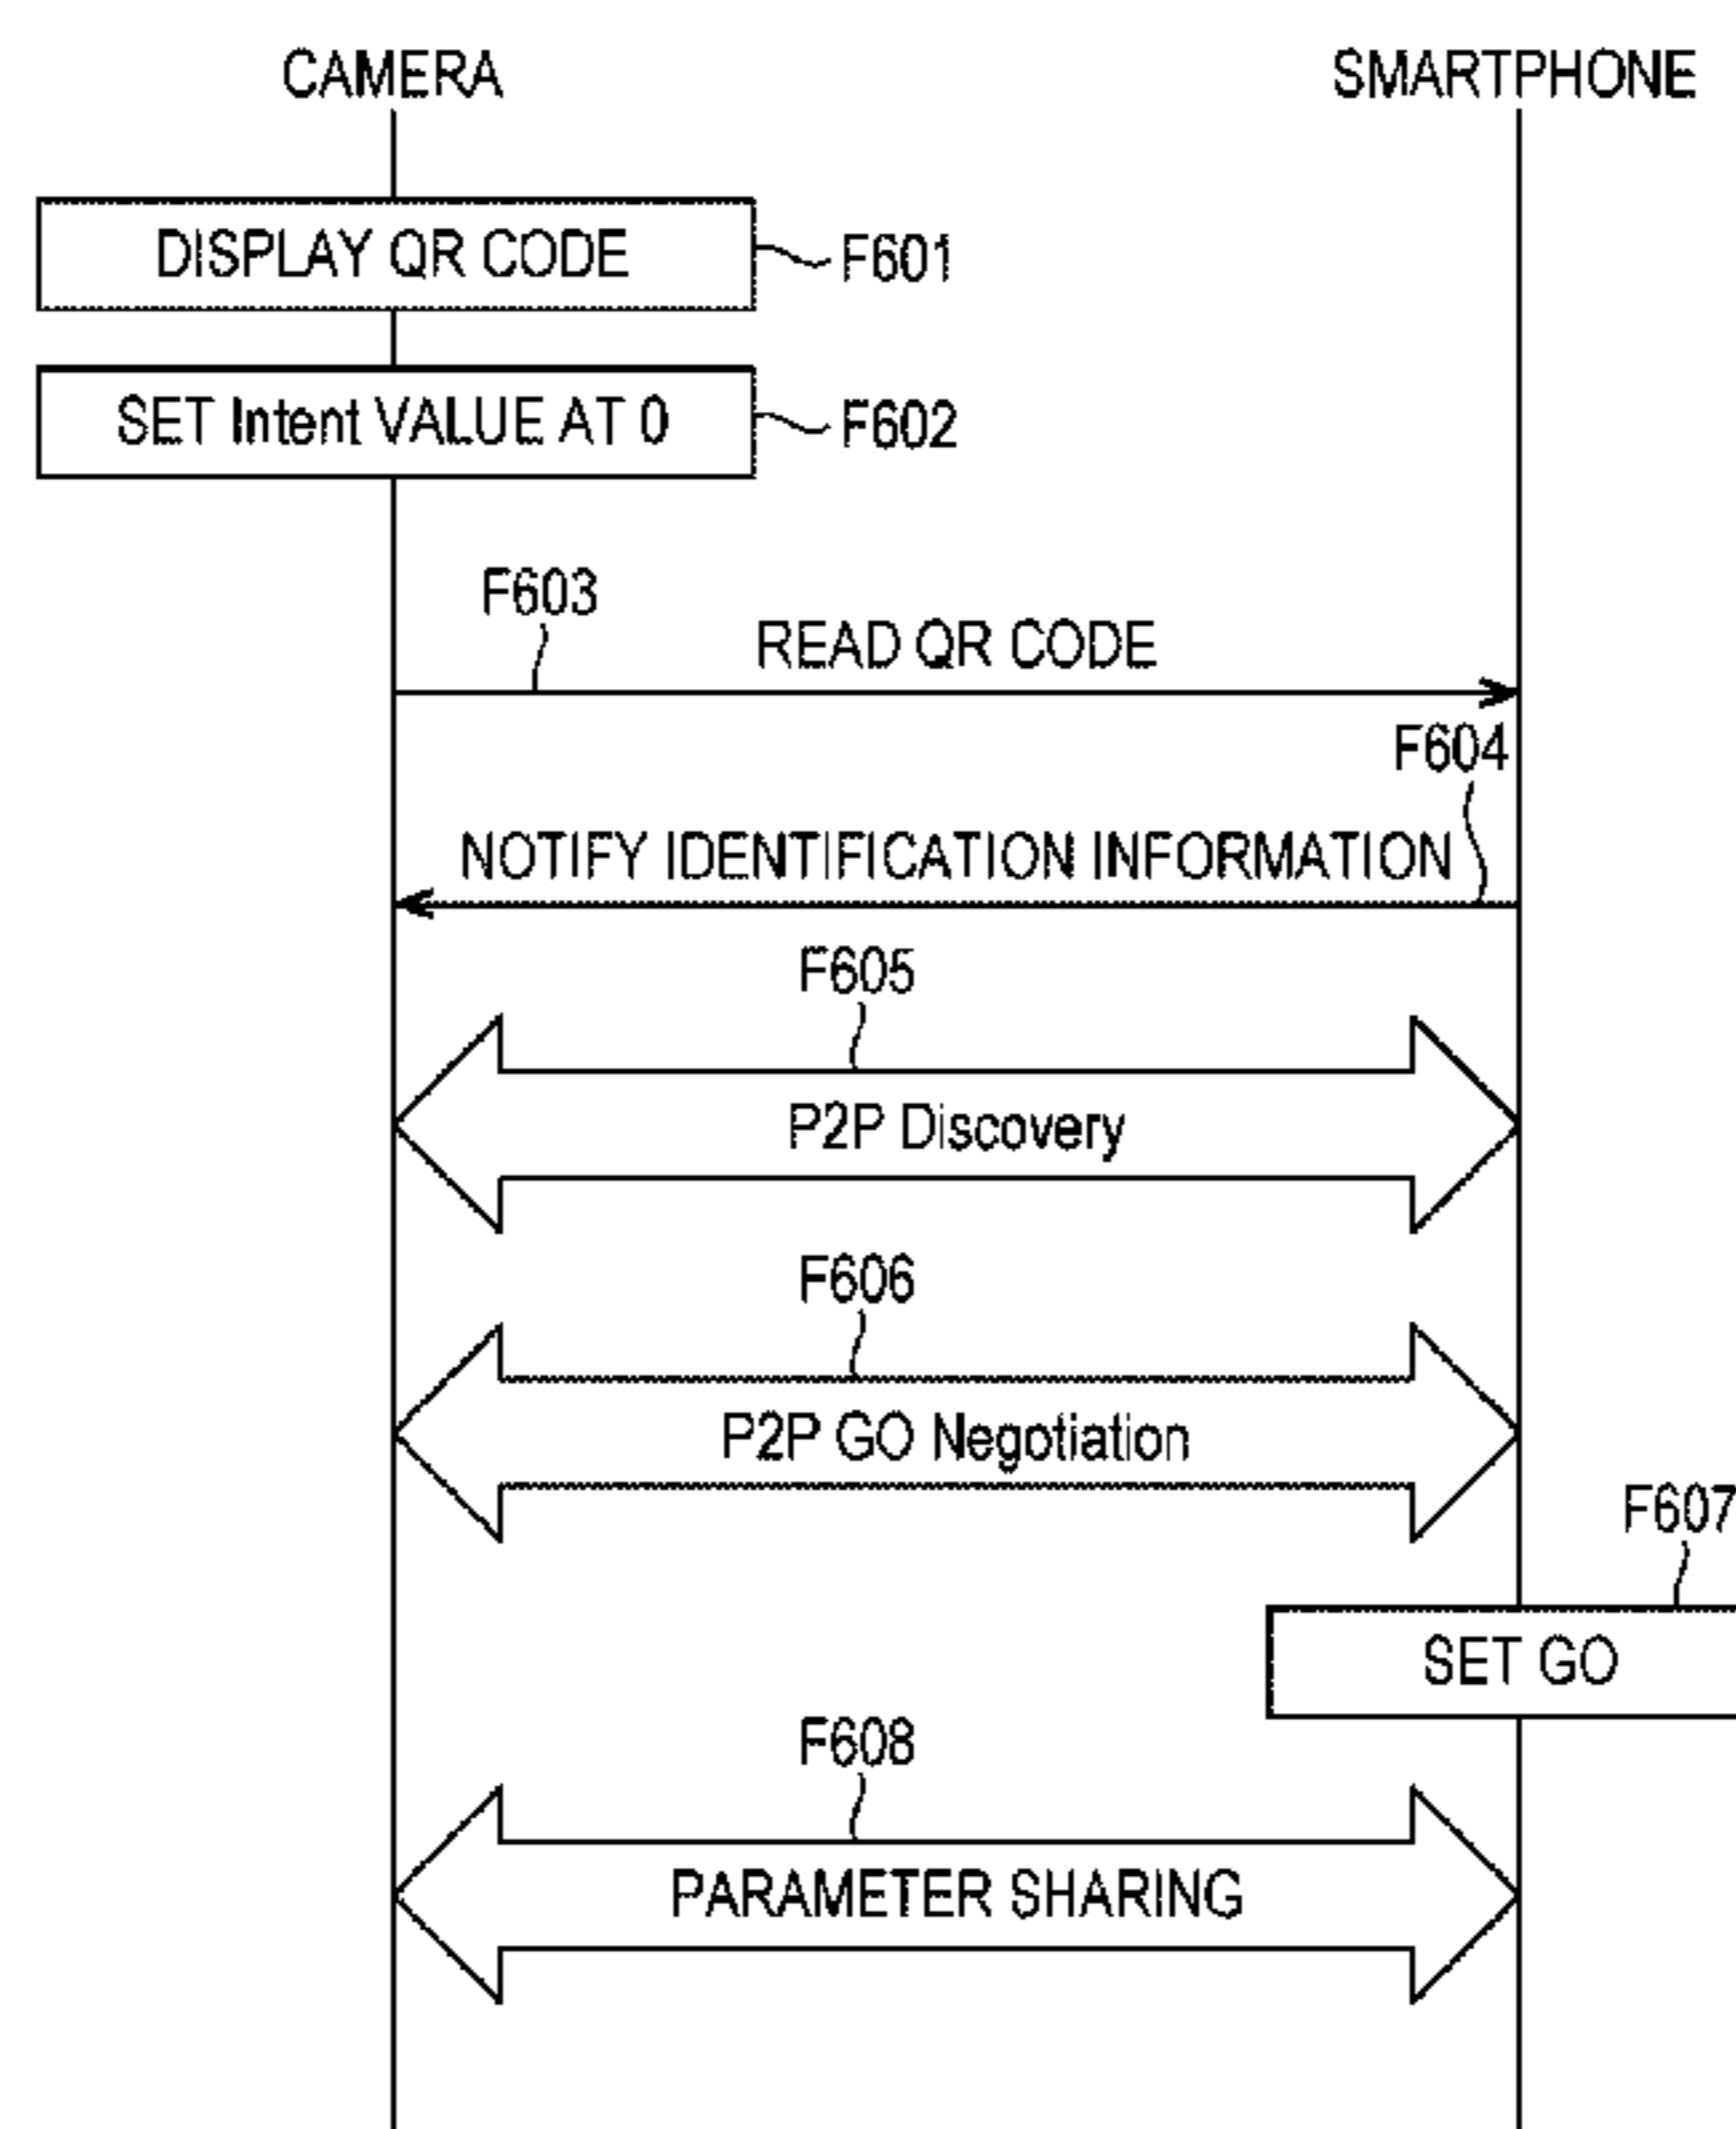 CAMERA
SMARTPHONE
DISPLAY QR CODE
F601
SET Intent VALUE AT 0
F602
F603
READ QR CODE
F604
NOTIFY IDENTIFICATION INFORMATION
F605
P2P Discovery
F606
P2P GO Negotiation
F607
SET GO
F608
PARAMETER SHARING